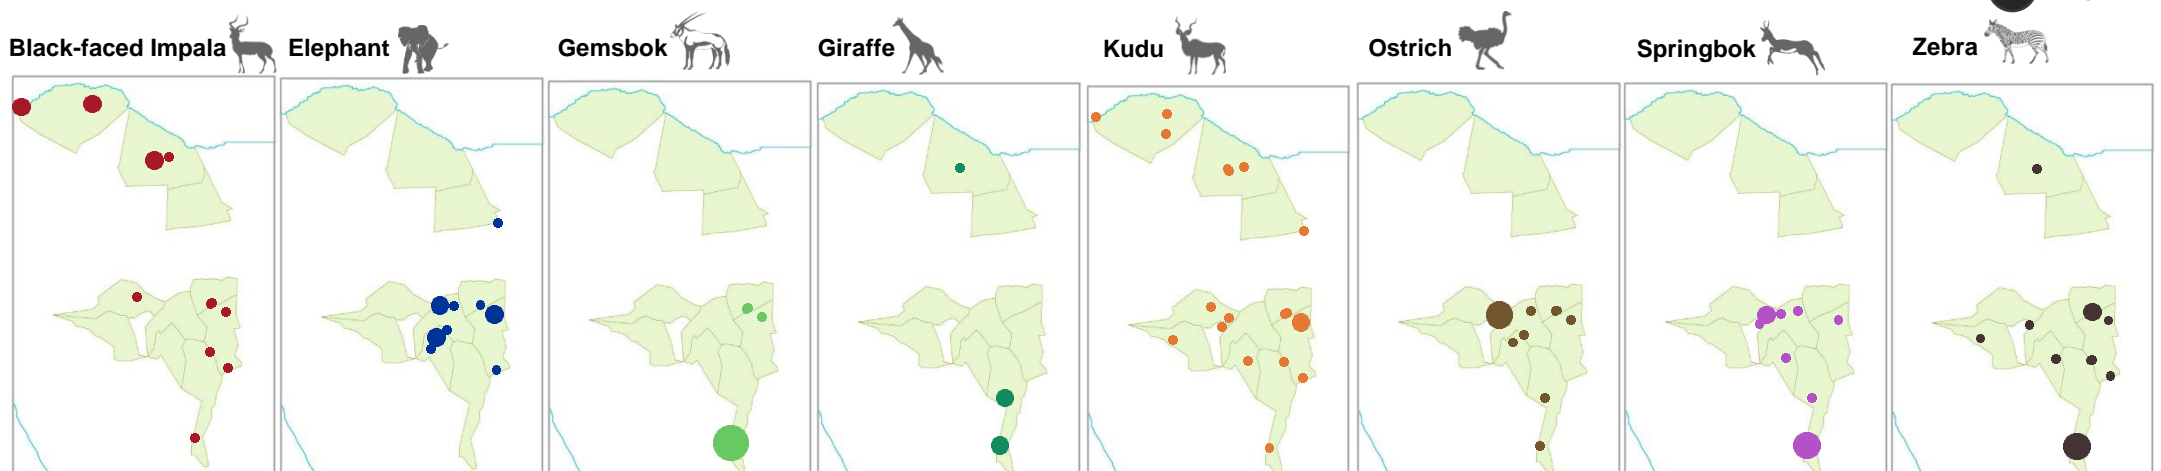 Black-faced Impala
Elephant
Gemsbok
Giraffe
Kudu
Ostrich
Springbok
Zebra